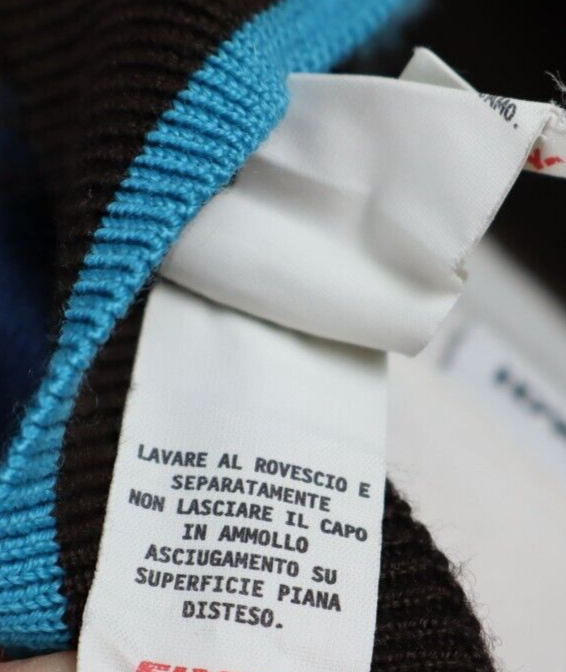 LAVARE AL ROVESCIO E
SEPARATAMENTE
NON LASCIARE IL CAPO
IN AMMOLLO
ASCIUGAMENTO SU
SUPERFICIE PIANA
DISTESO.